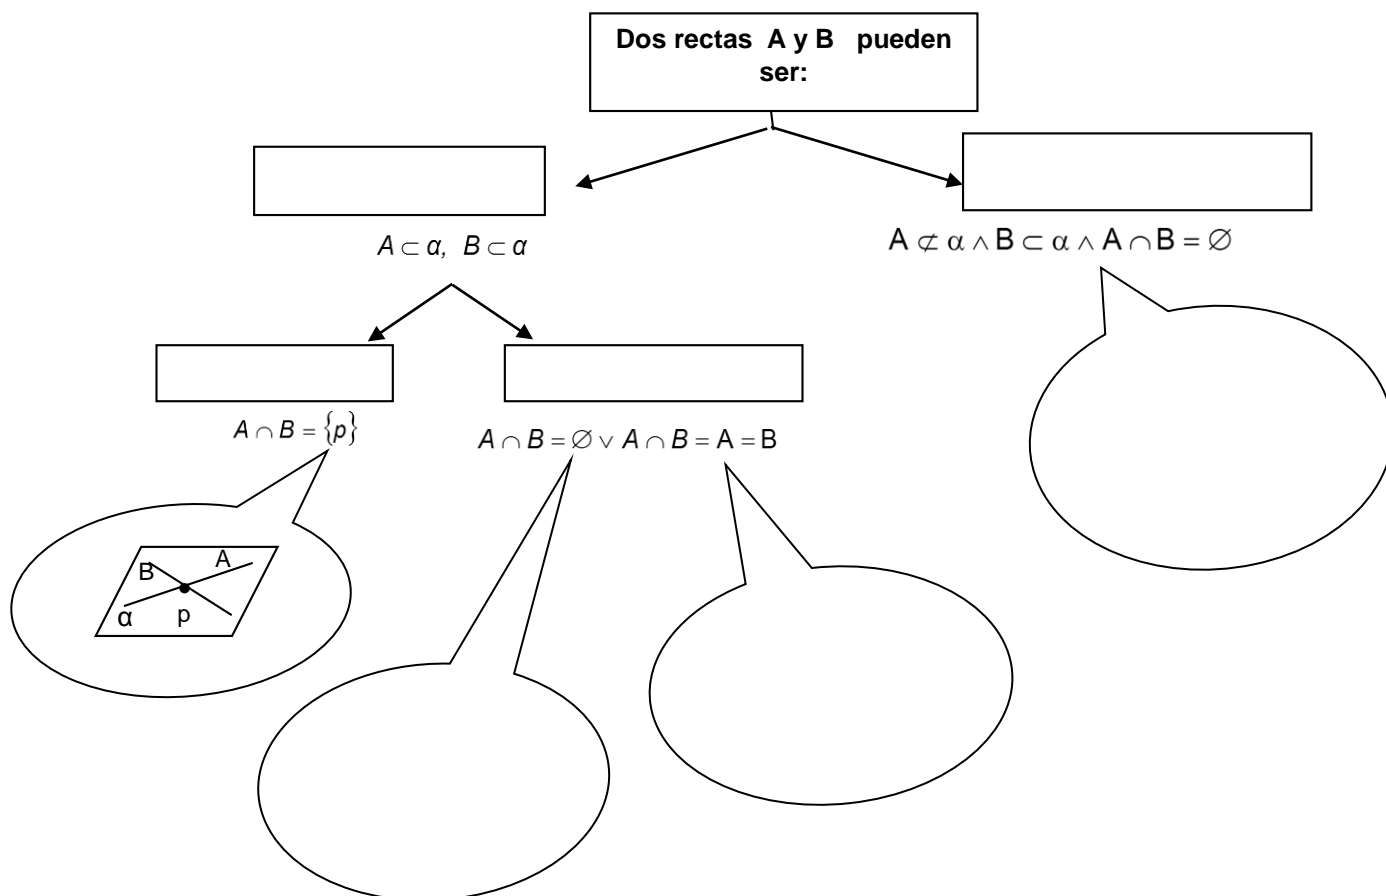 Dos rectas A y B pueden
ser:
A ⊂ α, B ⊂ α
A ⊄ α ∧ B ⊂ α ∧ A ∩ B = ∅
A ∩ B = {p}
A ∩ B = ∅ ∨ A ∩ B = A = B
B
A
α
p